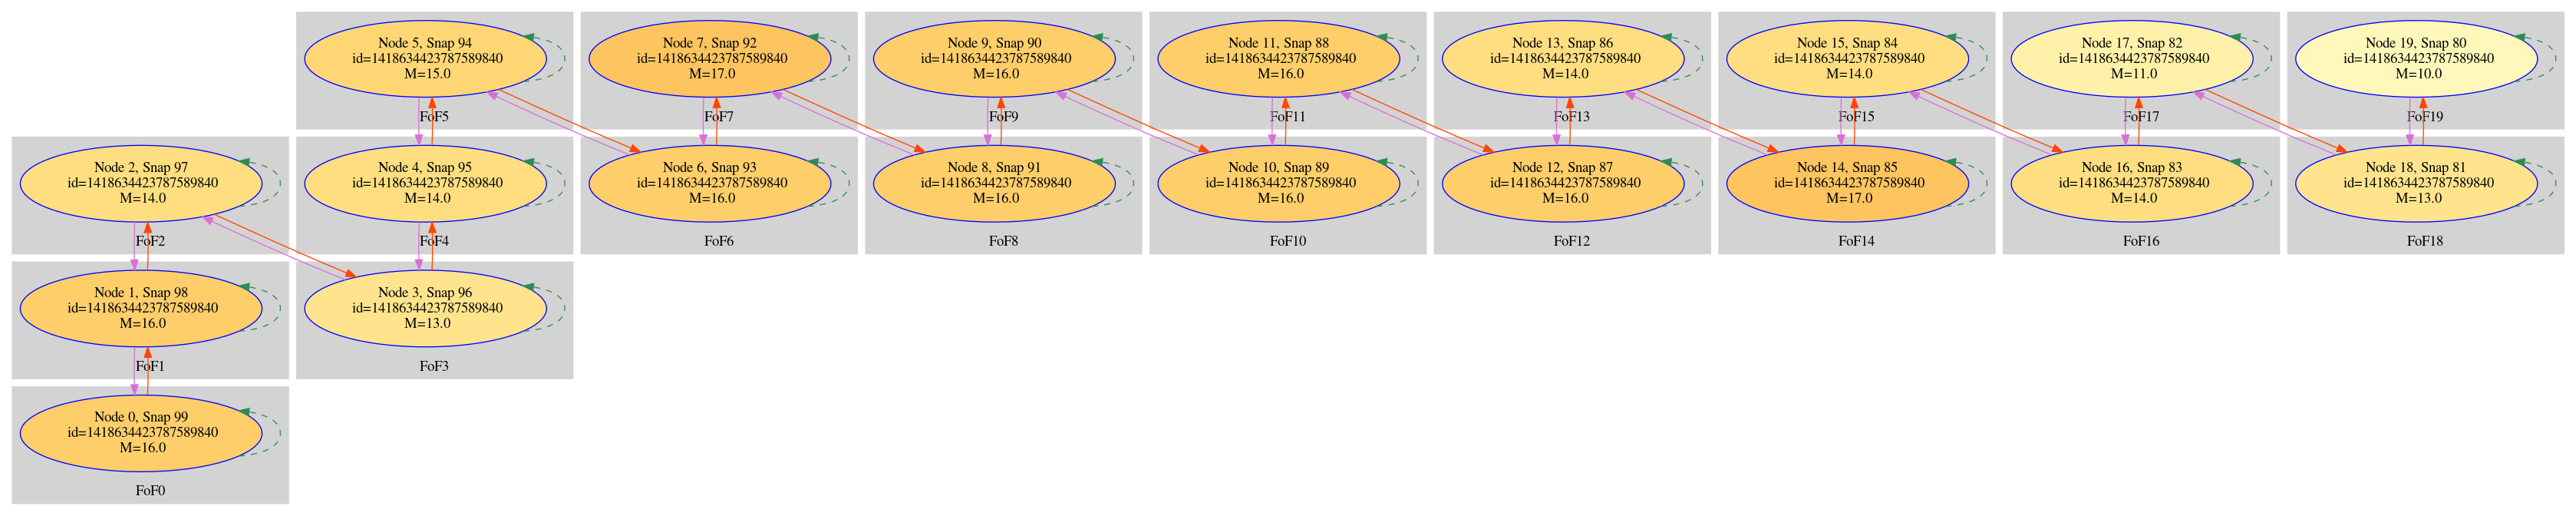 Node 5, Snap 94
id=1418634423787589840
M=15.0
FoF5
Node 7, Snap 92
id=1418634423787589840
M=17.0
FoF7
Node 9, Snap 90
id=1418634423787589840
M=16.0
FoF9
Node 11, Snap 88
id=1418634423787589840
M=16.0
FoF11
Node 13, Snap 86
id=1418634423787589840
M=14.0
FoF13
Node 15, Snap 84
id=1418634423787589840
M=14.0
FoF15
Node 17, Snap 82
id=1418634423787589840
M=11.0
FoF17
Node 19, Snap 80
id=1418634423787589840
M=10.0
FoF19
Node 2, Snap 97
id=1418634423787589840
M=14.0
FoF2
Node 4, Snap 95
id=1418634423787589840
M=14.0
FoF4
Node 6, Snap 93
id=1418634423787589840
M=16.0
FoF6
Node 8, Snap 91
id=1418634423787589840
M=16.0
FoF8
Node 10, Snap 89
id=1418634423787589840
M=16.0
FoF10
Node 12, Snap 87
id=1418634423787589840
M=16.0
FoF12
Node 14, Snap 85
id=1418634423787589840
M=17.0
FoF14
Node 16, Snap 83
id=1418634423787589840
M=14.0
FoF16
Node 18, Snap 81
id=1418634423787589840
M=13.0
FoF18
Node 1, Snap 98
id=1418634423787589840
M=16.0
FoF1
Node 3, Snap 96
id=1418634423787589840
M=13.0
FoF3
Node 0, Snap 99
id=1418634423787589840
M=16.0
FoF0